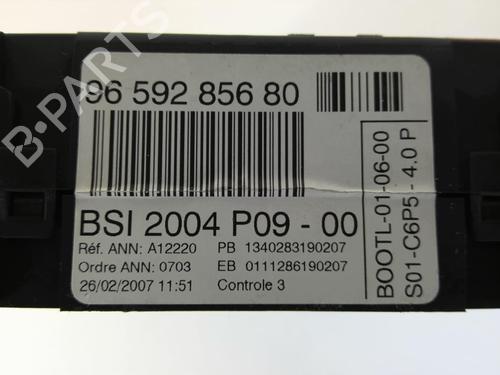 96 592 856 80
BSI 2004 P09 - 00
Réf. ANN: A12220 PB 1340283190207
Ordre ANN: 0703 EB 0111286190207
26/02/2007 11:51 Controle 3
BOOTL-01-06-00
S01-C6P5 - 4.0 P
B-PARTS